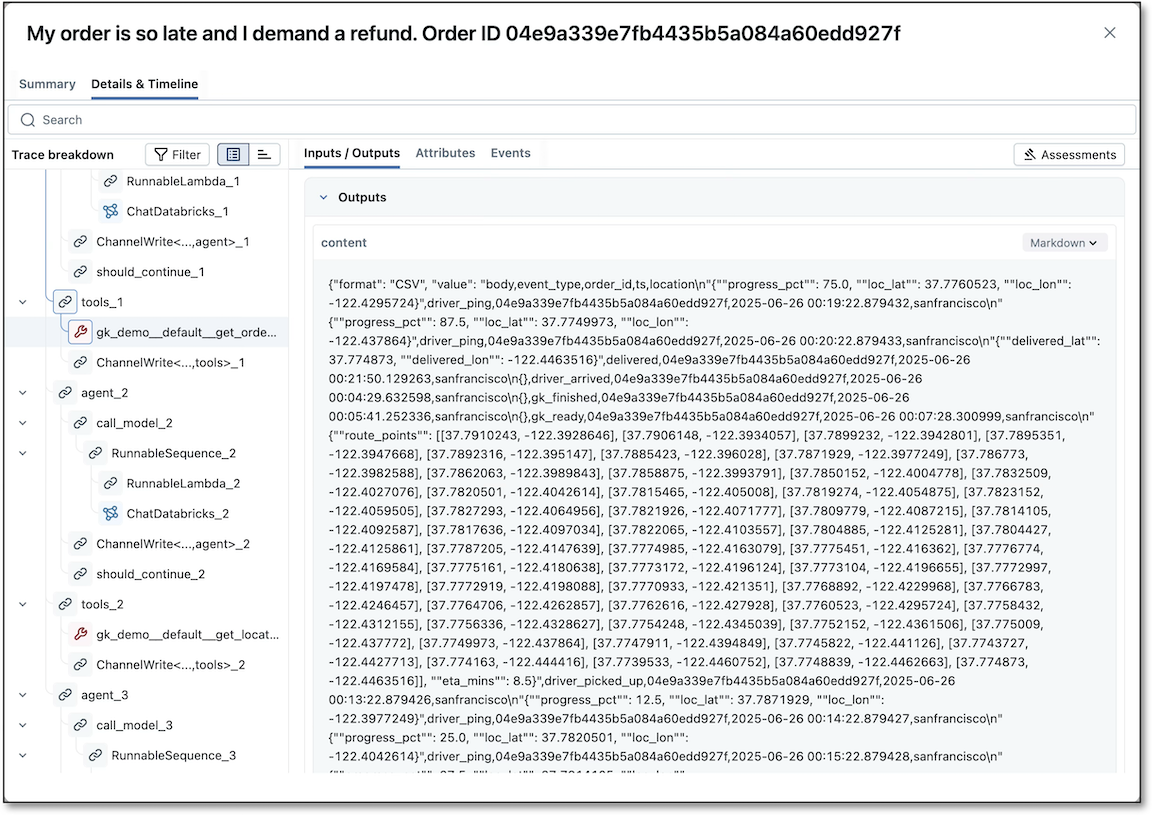 My order is so late and I demand a refund. Order ID 04e9a339e7fb4435b5a084a60edd927f
Summary
Details & Timeline
Search
Trace breakdown
Filter
RunnableLambda_1
ChatDatabricks_1
ChannelWrite<...,agent>_1
should_continue_1
tools_1
gk_demo__default__get_orde...
ChannelWrite<...,tools>_1
agent_2
call_model_2
RunnableSequence_2
RunnableLambda_2
ChatDatabricks_2
ChannelWrite<...,agent>_2
should_continue_2
tools_2
gk_demo__default__get_locat...
ChannelWrite<...,tools>_2
agent_3
call_model_3
RunnableSequence_3
Inputs / Outputs
Attributes
Events
Assessments
Outputs
content
Markdown
{"format": "CSV", "value": "body,event_type,order_id,ts,location\n"{""progress_pct"": 75.0, ""loc_lat"": 37.7760523, ""loc_lon"":
-122.4295724}",driver_ping,04e9a339e7fb4435b5a084a60edd927f,2025-06-26 00:19:22.879432,sanfrancisco\n"
{""progress_pct"": 87.5, ""loc_lat"": 37.7749973, ""loc_lon"":
-122.437864}",driver_ping,04e9a339e7fb4435b5a084a60edd927f,2025-06-26 00:20:22.879433,sanfrancisco\n"{""delivered_lat"":
37.774873, ""delivered_lon"": -122.4463516}",delivered,04e9a339e7fb4435b5a084a60edd927f,2025-06-26
00:21:50.129263,sanfrancisco\n{},driver_arrived,04e9a339e7fb4435b5a084a60edd927f,2025-06-26
00:04:29.632598,sanfrancisco\n{},gk_finished,04e9a339e7fb4435b5a084a60edd927f,2025-06-26
00:05:41.252336,sanfrancisco\n{},gk_ready,04e9a339e7fb4435b5a084a60edd927f,2025-06-26 00:07:28.300999,sanfrancisco\n"
{""route_points"": [[37.7910243, -122.3928646], [37.7906148, -122.3934057], [37.7899232, -122.3942801], [37.7895351,
-122.3947668], [37.7892316, -122.395147], [37.7885423, -122.396028], [37.7871929, -122.3977249], [37.786773,
-122.3982588], [37.7862063, -122.3989843], [37.7858875, -122.3993791], [37.7850152, -122.4004778], [37.7832509,
-122.4027076], [37.7820501, -122.4042614], [37.7815465, -122.405008], [37.7819274, -122.4054875], [37.7823152,
-122.4059505], [37.7827293, -122.4064956], [37.7821926, -122.4071777], [37.7809779, -122.4087215], [37.7814105,
-122.4092587], [37.7817636, -122.4097034], [37.7822065, -122.4103557], [37.7804885, -122.4125281], [37.7804427,
-122.4125861], [37.7787205, -122.4147639], [37.7774985, -122.4163079], [37.7775451, -122.416362], [37.7776774,
-122.4169584], [37.7775161, -122.4180638], [37.7773172, -122.4196124], [37.7773104, -122.4196655], [37.7772997,
-122.4197478], [37.7772919, -122.4198088], [37.7770933, -122.421351], [37.7768892, -122.4229968], [37.7766783,
-122.4246457], [37.7764706, -122.4262857], [37.7762616, -122.427928], [37.7760523, -122.4295724], [37.7758432,
-122.4312155], [37.7756336, -122.4328627], [37.7754248, -122.4345039], [37.7752152, -122.4361506], [37.775009,
-122.437772], [37.7749973, -122.437864], [37.7747911, -122.4394849], [37.7745822, -122.441126], [37.7743727,
-122.4427713], [37.774163, -122.444416], [37.7739533, -122.4460752], [37.7748839, -122.4462663], [37.774873,
-122.4463516]], ""eta_mins"": 8.5}",driver_picked_up,04e9a339e7fb4435b5a084a60edd927f,2025-06-26
00:13:22.879426,sanfrancisco\n"{""progress_pct"": 12.5, ""loc_lat"": 37.7871929, ""loc_lon"":
-122.3977249}",driver_ping,04e9a339e7fb4435b5a084a60edd927f,2025-06-26 00:14:22.879427,sanfrancisco\n"
{""progress_pct"": 25.0, ""loc_lat"": 37.7820501, ""loc_lon"":
-122.4042614}",driver_ping,04e9a339e7fb4435b5a084a60edd927f,2025-06-26 00:15:22.879428,sanfrancisco\n"